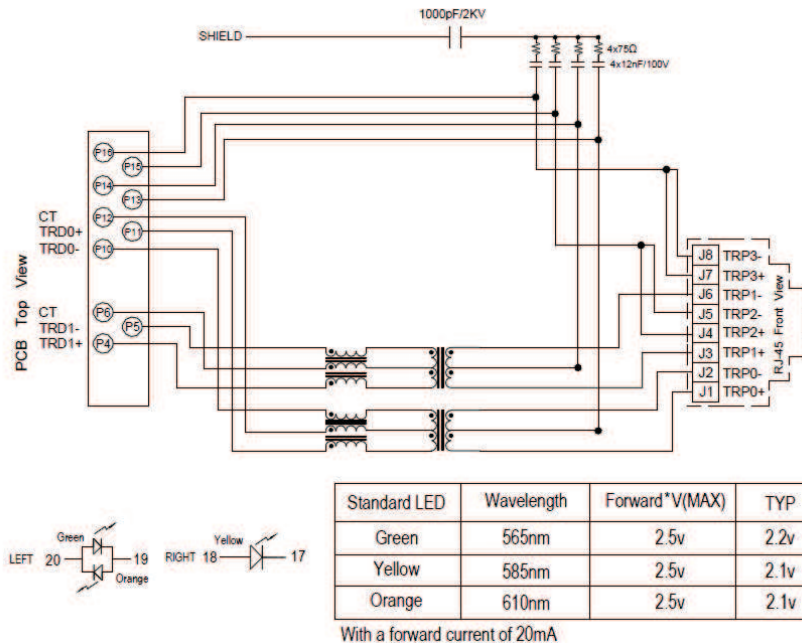 1000pF/2KV
SHIELD
4x75Ω
4x12nF/100V
P16
P15
P14
P13
CT P12
TRD0+ P11
TRD0- P10
CT P6
TRD1- P5
TRD1+ P4
PCB Top View
J8 TRP3-
J7 TRP3+
J6 TRP1-
J5 TRP2-
J4 TRP2+
J3 TRP1+
J2 TRP0-
J1 TRP0+
RJ-45 Front View
Green
LEFT 20 19
Orange
Yellow
RIGHT 18 17
Standard LED Wavelength Forward*V(MAX) TYP
Green 565nm 2.5v 2.2v
Yellow 585nm 2.5v 2.1v
Orange 610nm 2.5v 2.1v
With a forward current of 20mA